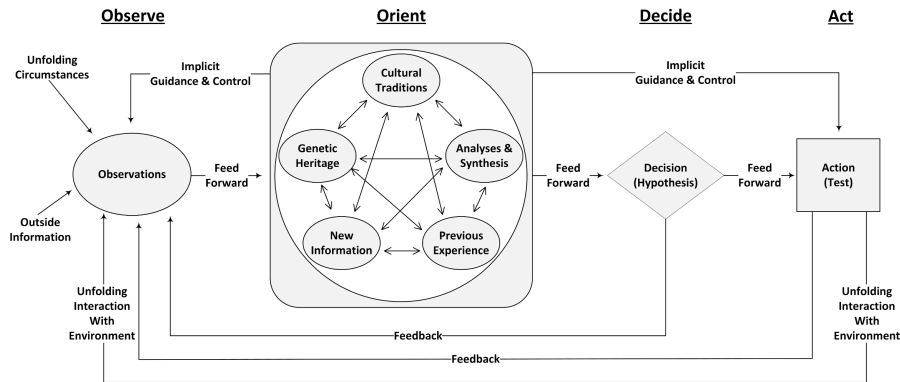 Observe
Orient
Decide
Act
Unfolding
Circumstances
Implicit
Guidance & Control
Cultural
Traditions
Implicit
Guidance & Control
Genetic
Heritage
Analyses &
Synthesis
Observations
Feed
Forward
Feed
Forward
Decision
(Hypothesis)
Feed
Forward
Action
(Test)
Outside
Information
New
Information
Previous
Experience
Unfolding
Interaction
With
Environment
Unfolding
Interaction
With
Environment
Feedback
Feedback